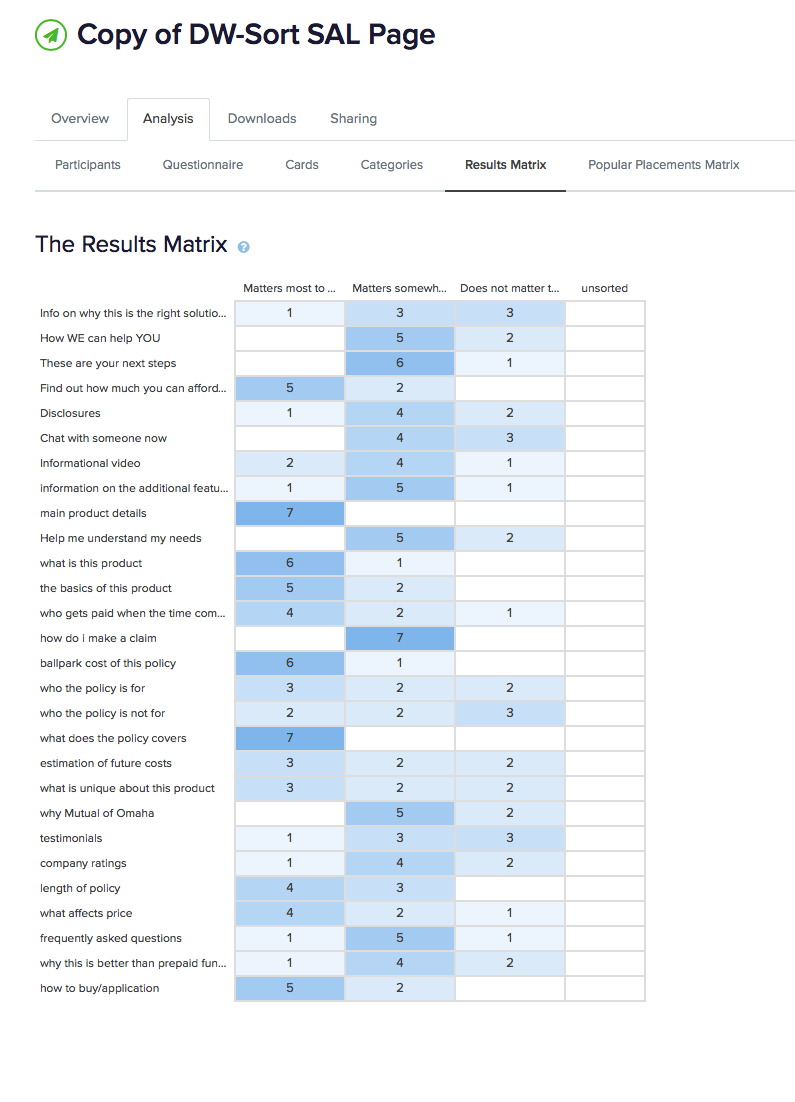 Copy of DW-Sort SAL Page
Overview Analysis Downloads Sharing
Participants Questionnaire Cards Categories Results Matrix Popular Placements Matrix
The Results Matrix ?
Matters most to ... Matters somewh... Does not matter t... unsorted
Info on why this is the right solutio... 1 3 3
How WE can help YOU 5 2
These are your next steps 6 1
Find out how much you can afford... 5 2
Disclosures 1 4 2
Chat with someone now 4 3
Informational video 2 4 1
information on the additional featu... 1 5 1
main product details 7
Help me understand my needs 5 2
what is this product 6 1
the basics of this product 5 2
who gets paid when the time com... 4 2 1
how do i make a claim 7
ballpark cost of this policy 6 1
who the policy is for 3 2 2
who the policy is not for 2 2 3
what does the policy covers 7
estimation of future costs 3 2 2
what is unique about this product 3 2 2
why Mutual of Omaha 5 2
testimonials 1 3 3
company ratings 1 4 2
length of policy 4 3
what affects price 4 2 1
frequently asked questions 1 5 1
why this is better than prepaid fun... 1 4 2
how to buy/application 5 2